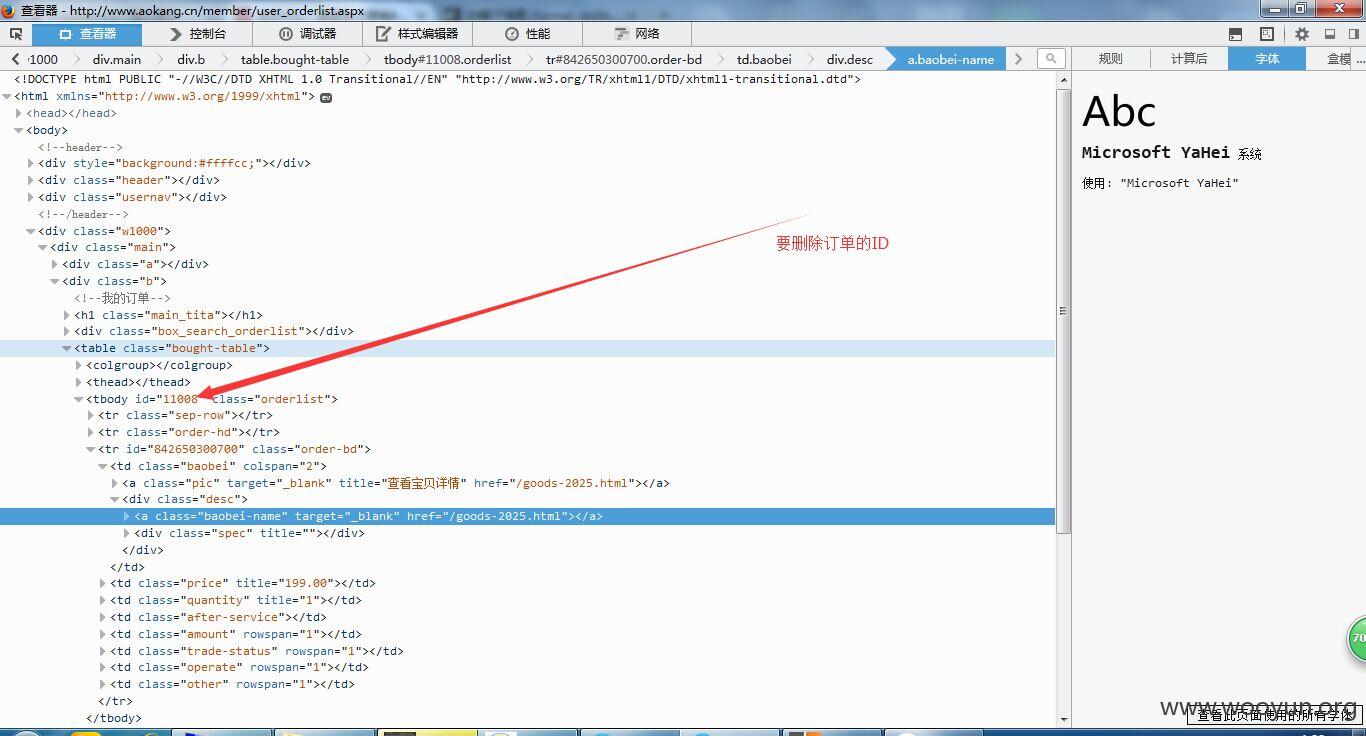 查看器 - http://www.aokang.cn/member/user_orderlist.aspx
查看器 控制台 调试器 样式编辑器 性能 网络
1000 div.main div.b table.bought-table tbody#11008.orderlist tr#842650300700.order-bd td.baobei div.desc a.baobei-name 规则 计算后 字体 盒模...
<!DOCTYPE html PUBLIC "-//W3C//DTD XHTML 1.0 Transitional//EN" "http://www.w3.org/TR/xhtml1/DTD/xhtml1-transitional.dtd">
<html xmlns="http://www.w3.org/1999/xhtml"> ev
<head></head>
<body>
<!--header-->
<div style="background:#ffffcc;"></div>
<div class="header"></div>
<div class="usernav"></div>
<!--/header-->
<div class="w1000">
<div class="main">
<div class="a"></div>
<div class="b">
<!--我的订单-->
<h1 class="main_tita"></h1>
<div class="box_search_orderlist"></div>
<table class="bought-table">
<colgroup></colgroup>
<thead></thead>
<tbody id="11008" class="orderlist">
<tr class="sep-row"></tr>
<tr class="order-hd"></tr>
<tr id="842650300700" class="order-bd">
<td class="baobei" colspan="2">
<a class="pic" target="_blank" title="查看宝贝详情" href="/goods-2025.html"></a>
<div class="desc">
<a class="baobei-name" target="_blank" href="/goods-2025.html"></a>
<div class="spec" title=""></div>
</div>
</td>
<td class="price" title="199.00"></td>
<td class="quantity" title="1"></td>
<td class="after-service"></td>
<td class="amount" rowspan="1"></td>
<td class="trade-status" rowspan="1"></td>
<td class="operate" rowspan="1"></td>
<td class="other" rowspan="1"></td>
</tr>
</tbody>
要删除订单的ID
Abc
Microsoft YaHei 系统
使用: "Microsoft YaHei"
70
www.wooyun.org
查看此页面使用的所有字体